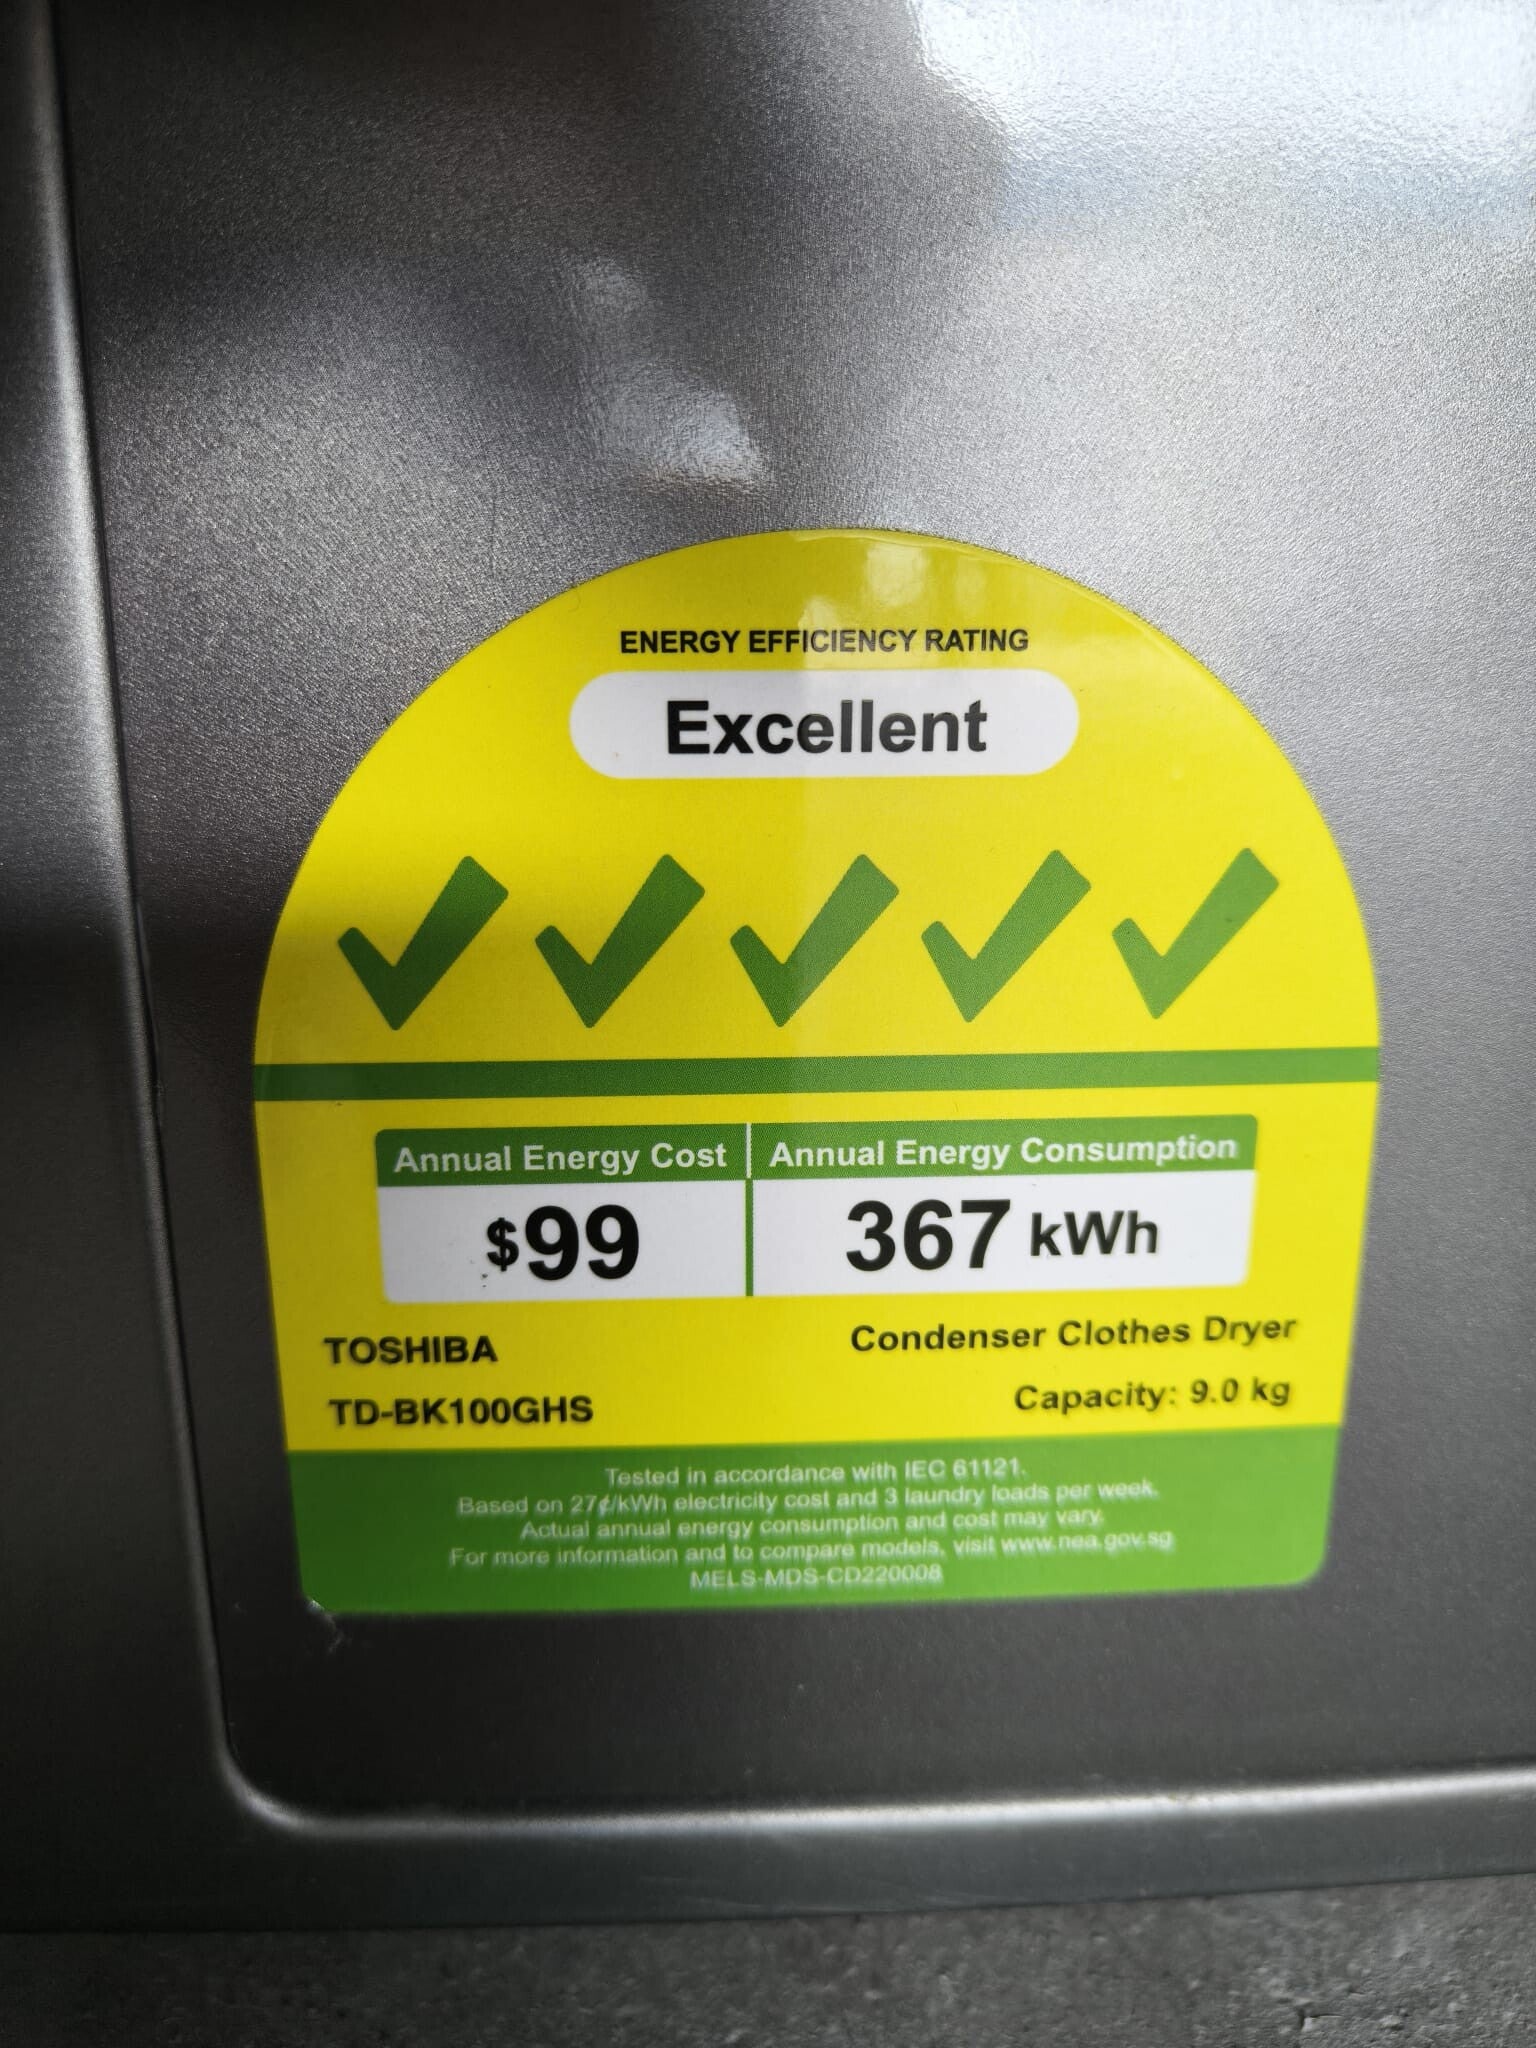 ENERGY EFFICIENCY RATING
Excellent
Annual Energy Cost
$99
Annual Energy Consumption
367 kWh
TOSHIBA
TD-BK100GHS
Condenser Clothes Dryer
Capacity: 9.0 kg
Tested in accordance with IEC 61121.
Based on 27¢/kWh electricity cost and 3 laundry loads per week.
Actual annual energy consumption and cost may vary.
For more information and to compare models, visit www.nea.gov.sg
MELS-MDS-CD220008